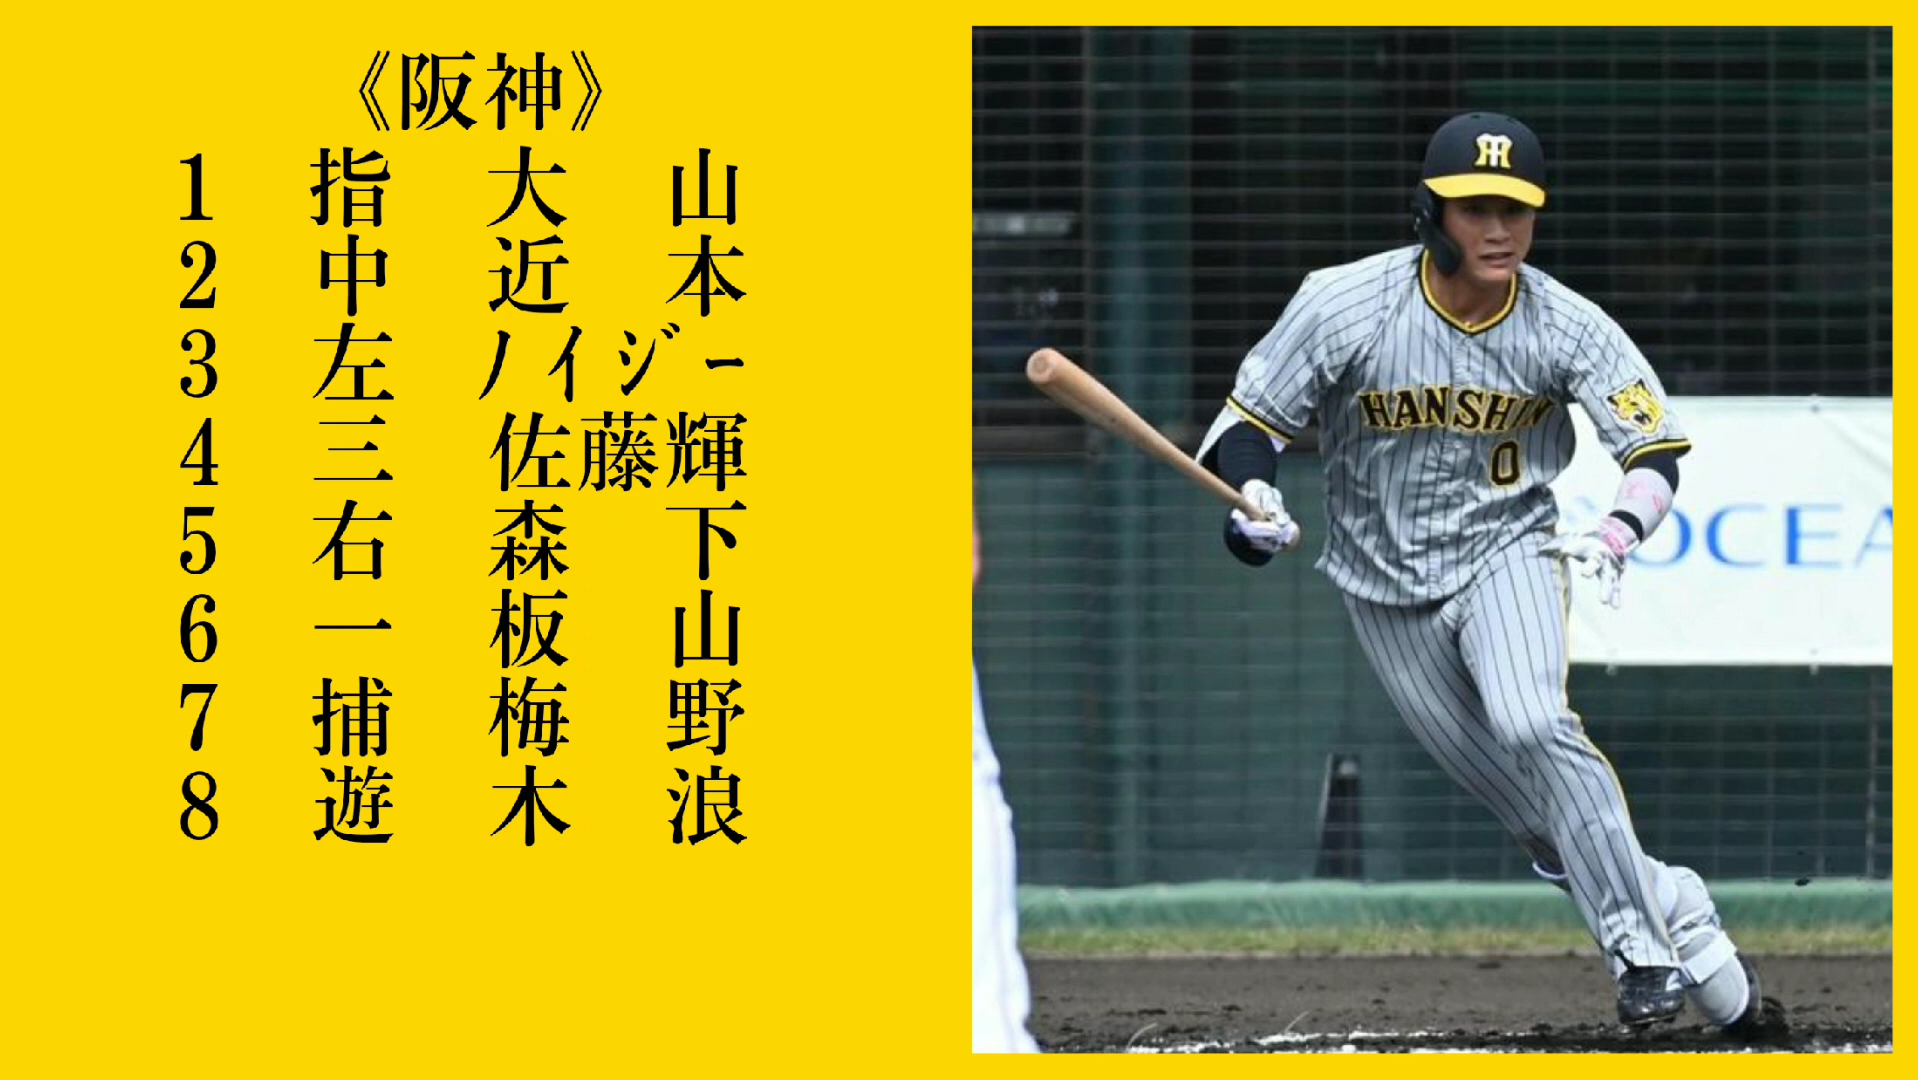 《阪神》
1 指 大山
2 中 近本
3 左 ノイジー
4 三 佐藤輝
5 右 森下
6 一 板山
7 捕 梅野
8 遊 木浪
HANSHIN
0
OCEA